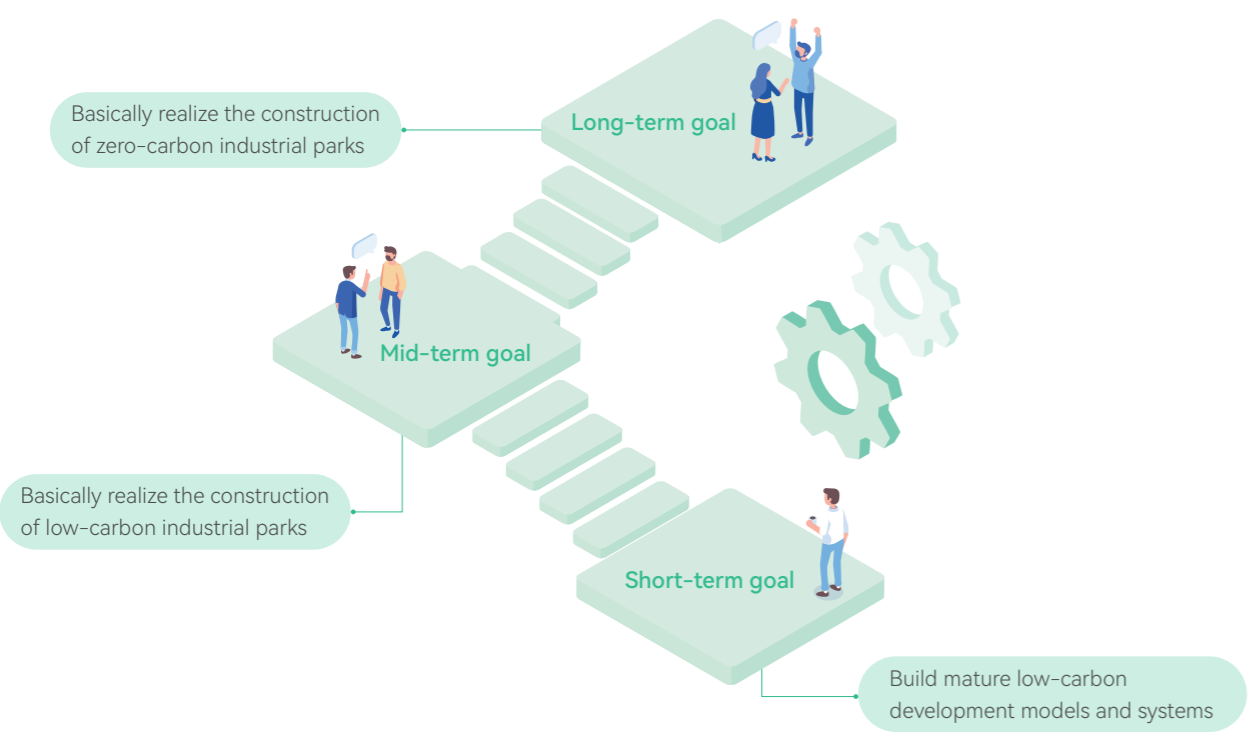 Basically realize the construction
of zero-carbon industrial parks
Long-term goal
Mid-term goal
Basically realize the construction
of low-carbon industrial parks
Short-term goal
Build mature low-carbon
development models and systems